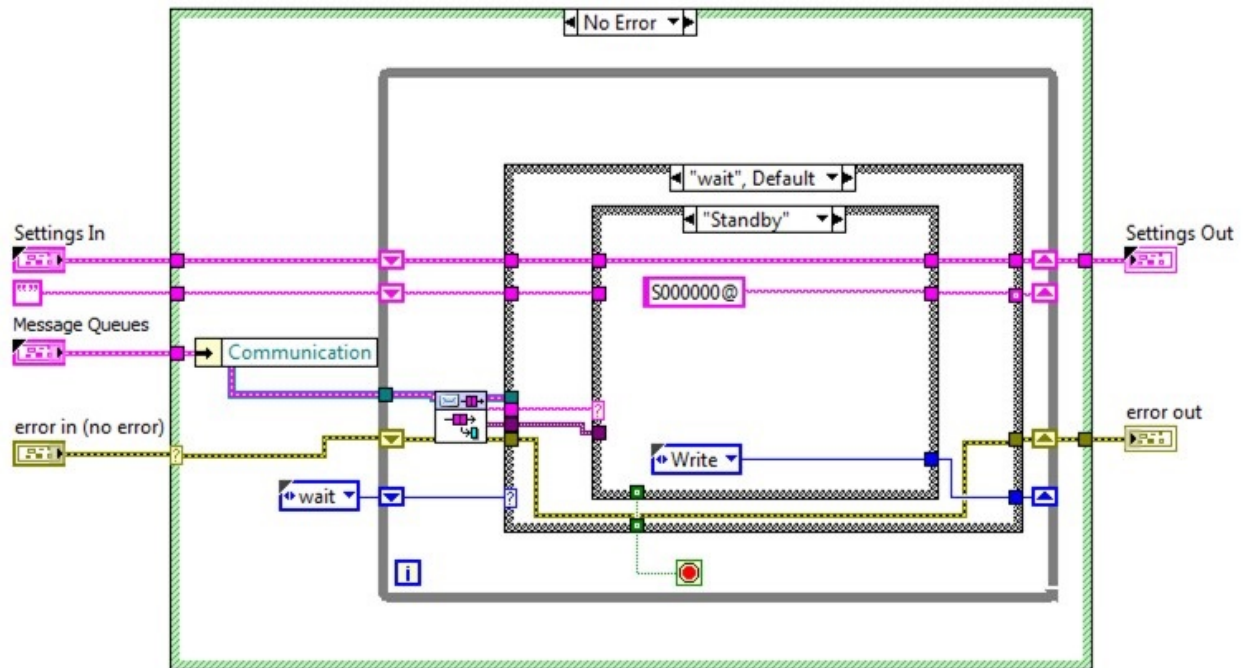 No Error
"wait", Default
"Standby"
Settings In
Settings Out
S000000@
Message Queues
Communication
error in (no error)
error out
Write
wait
i